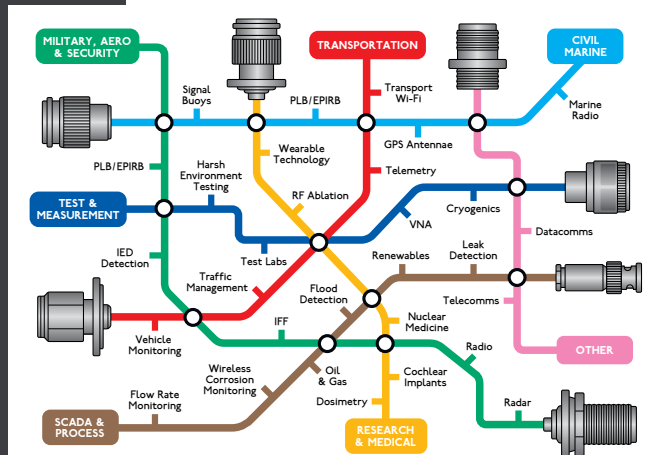 MILITARY, AERO
& SECURITY
TRANSPORTATION
CIVIL
MARINE
Signal
Buoys
PLB/EPIRB
Transport
Wi-Fi
Marine
Radio
GPS Antennae
Wearable
Technology
PLB/EPIRB
Harsh
Environment
Testing
Telemetry
RF Ablation
TEST &
MEASUREMENT
Cryogenics
VNA
Datacomms
IED
Detection
Test Labs
Renewables
Leak
Detection
Traffic
Management
Flood
Detection
Telecomms
Nuclear
Medicine
IFF
Vehicle
Monitoring
Radio
OTHER
Wireless
Corrosion
Monitoring
Oil
& Gas
Cochlear
Implants
Flow Rate
Monitoring
Dosimetry
Radar
SCADA &
PROCESS
RESEARCH
& MEDICAL